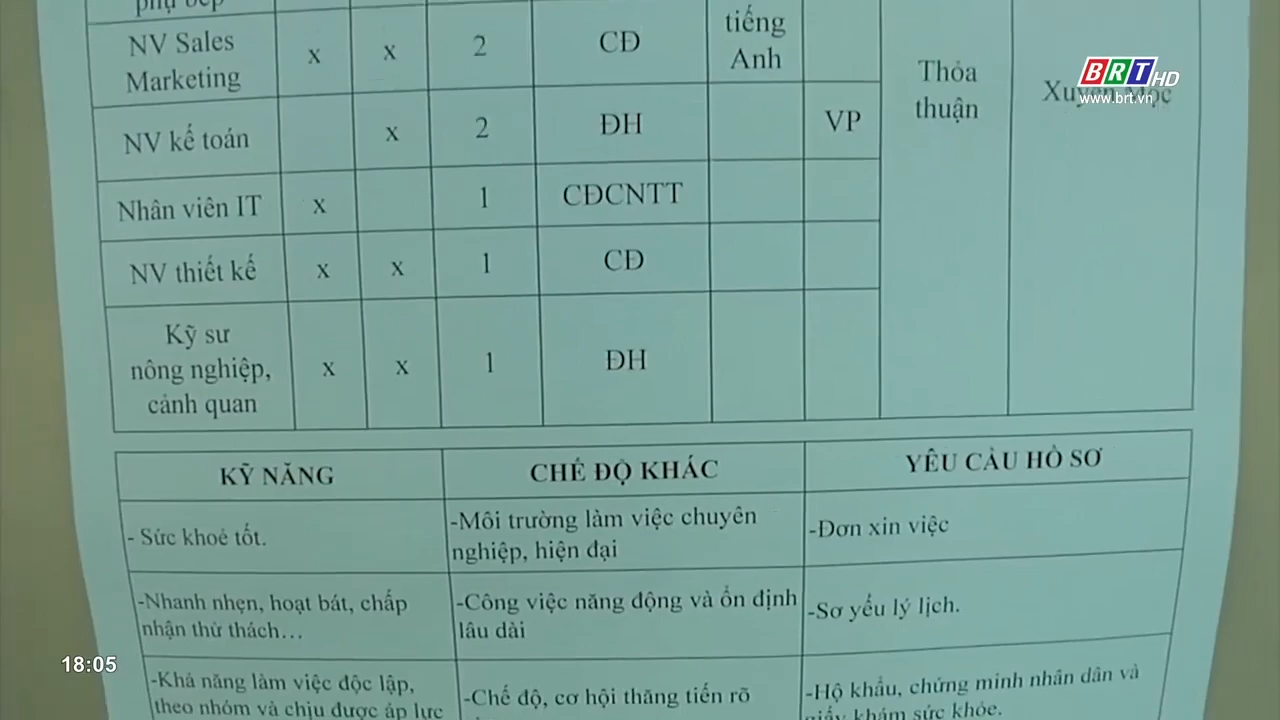 phụ bếp
NV Sales
Marketing
x
x
2
CĐ
tiếng
Anh
Thỏa
thuận
Xuyên Mộc
BRT HD
www.brt.vn
NV kế toán
x
2
ĐH
VP
Nhân viên IT
x
1
CĐCNTT
NV thiết kế
x
x
1
CĐ
Kỹ sư
nông nghiệp,
cảnh quan
x
x
1
ĐH
KỸ NĂNG
CHẾ ĐỘ KHÁC
YÊU CẦU HỒ SƠ
- Sức khoẻ tốt.
-Môi trường làm việc chuyên
nghiệp, hiện đại
-Đơn xin việc
-Nhanh nhẹn, hoạt bát, chấp
nhận thử thách…
-Công việc năng động và ổn định
lâu dài
-Sơ yếu lý lịch.
-Khả năng làm việc độc lập,
theo nhóm và chịu được áp lực
-Chế độ, cơ hội thăng tiến rõ
-Hộ khẩu, chứng minh nhân dân và
giấy khám sức khỏe.
18:05